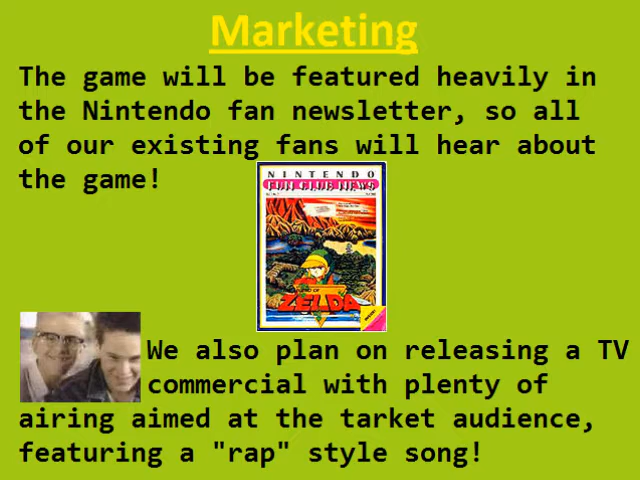 Marketing
The game will be featured heavily in
the Nintendo fan newsletter, so all
of our existing fans will hear about
the game!
NINTENDO
FUN CLUB NEWS
ZELDA
We also plan on releasing a TV
commercial with plenty of
airing aimed at the tarket audience,
featuring a "rap" style song!